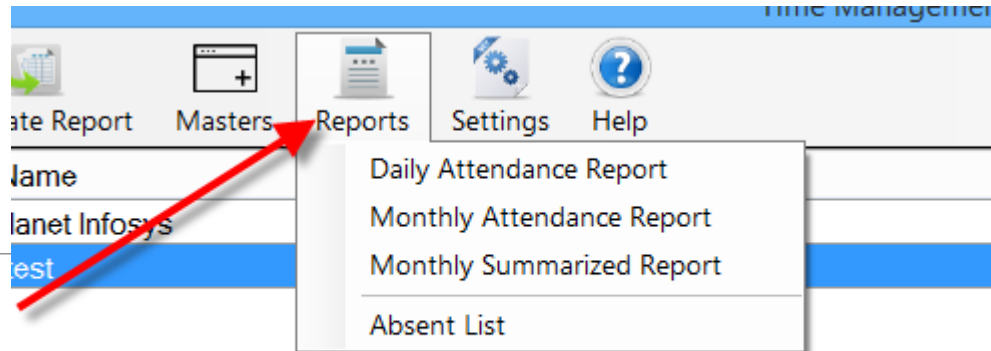 Time Managemen
ate Report Masters Reports Settings Help
Name
lanet Infosys
test
Daily Attendance Report
Monthly Attendance Report
Monthly Summarized Report
Absent List